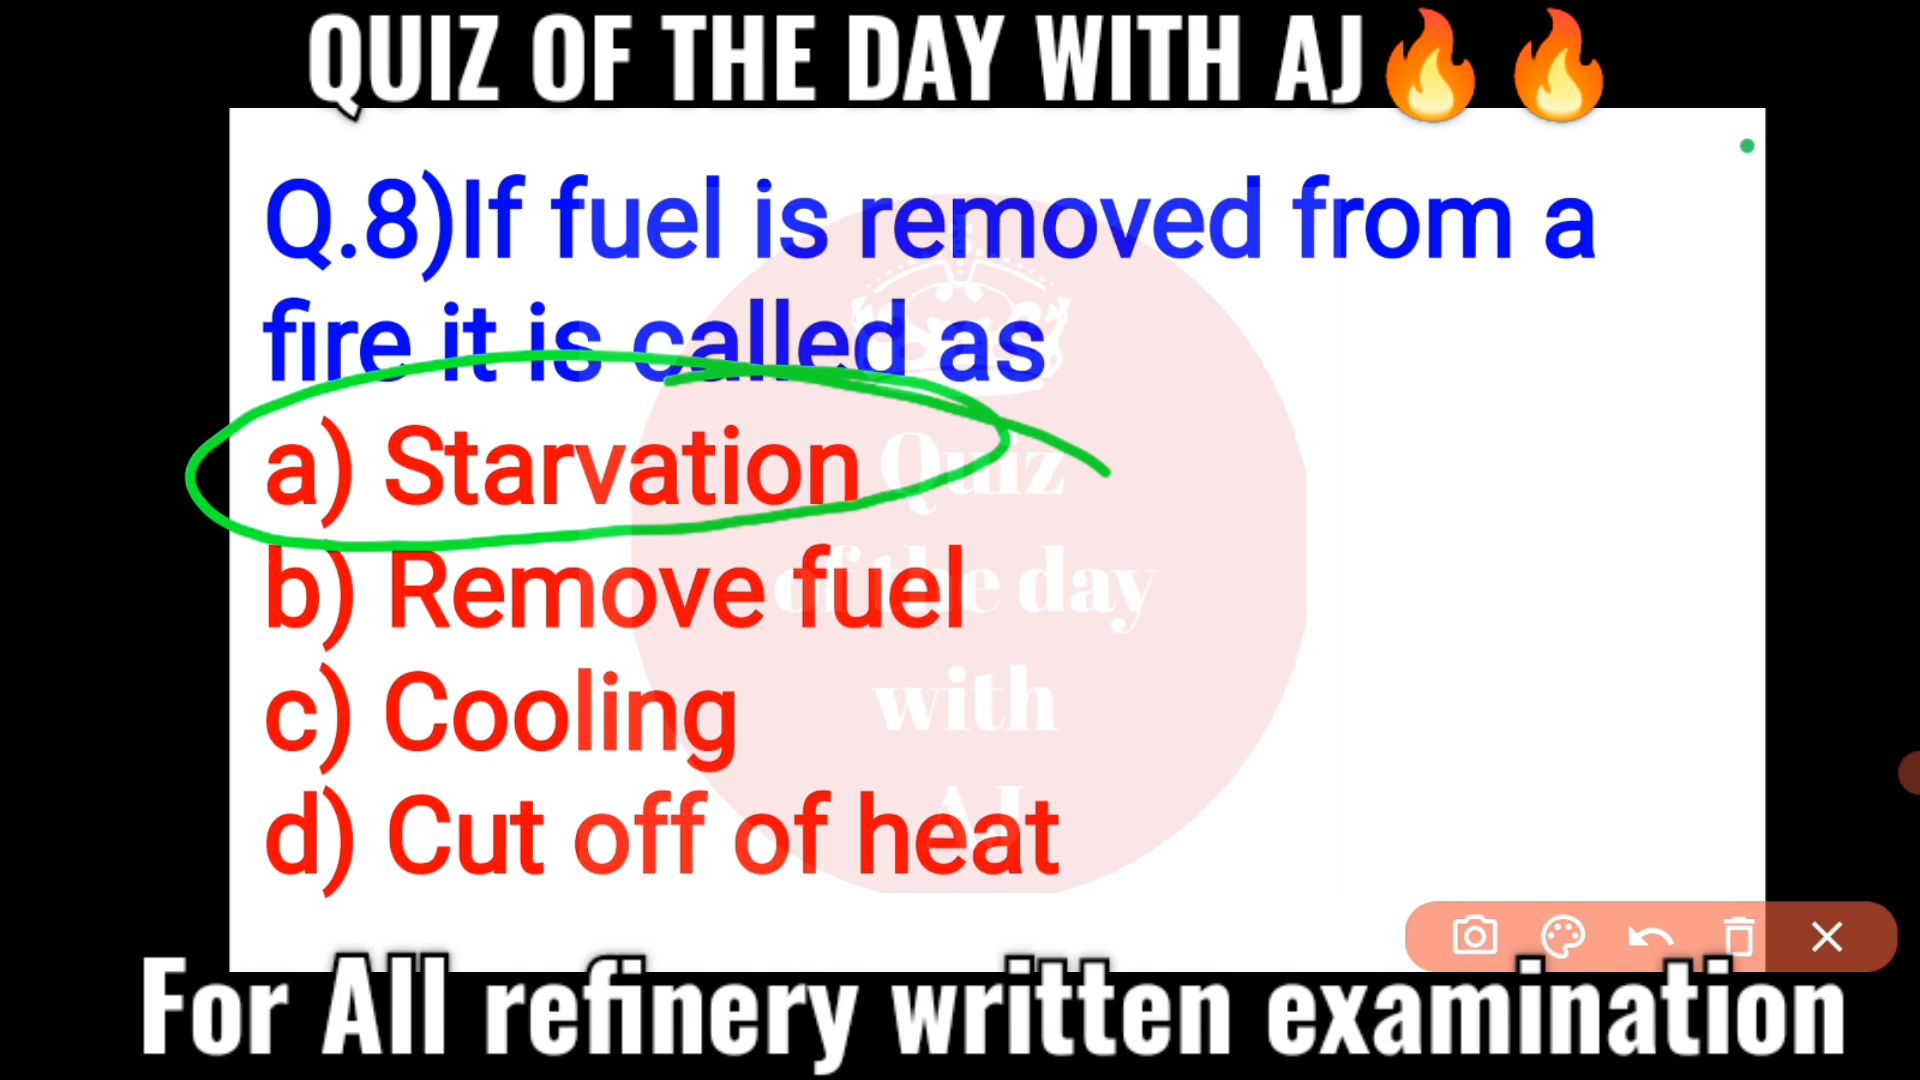 QUIZ OF THE DAY WITH AJ🔥🔥
Q.8)If fuel is removed from a
fire it is called as
a) Starvation
b) Remove fuel
c) Cooling
d) Cut off of heat
Quiz
of the day
with
AJ
For All refinery written examination